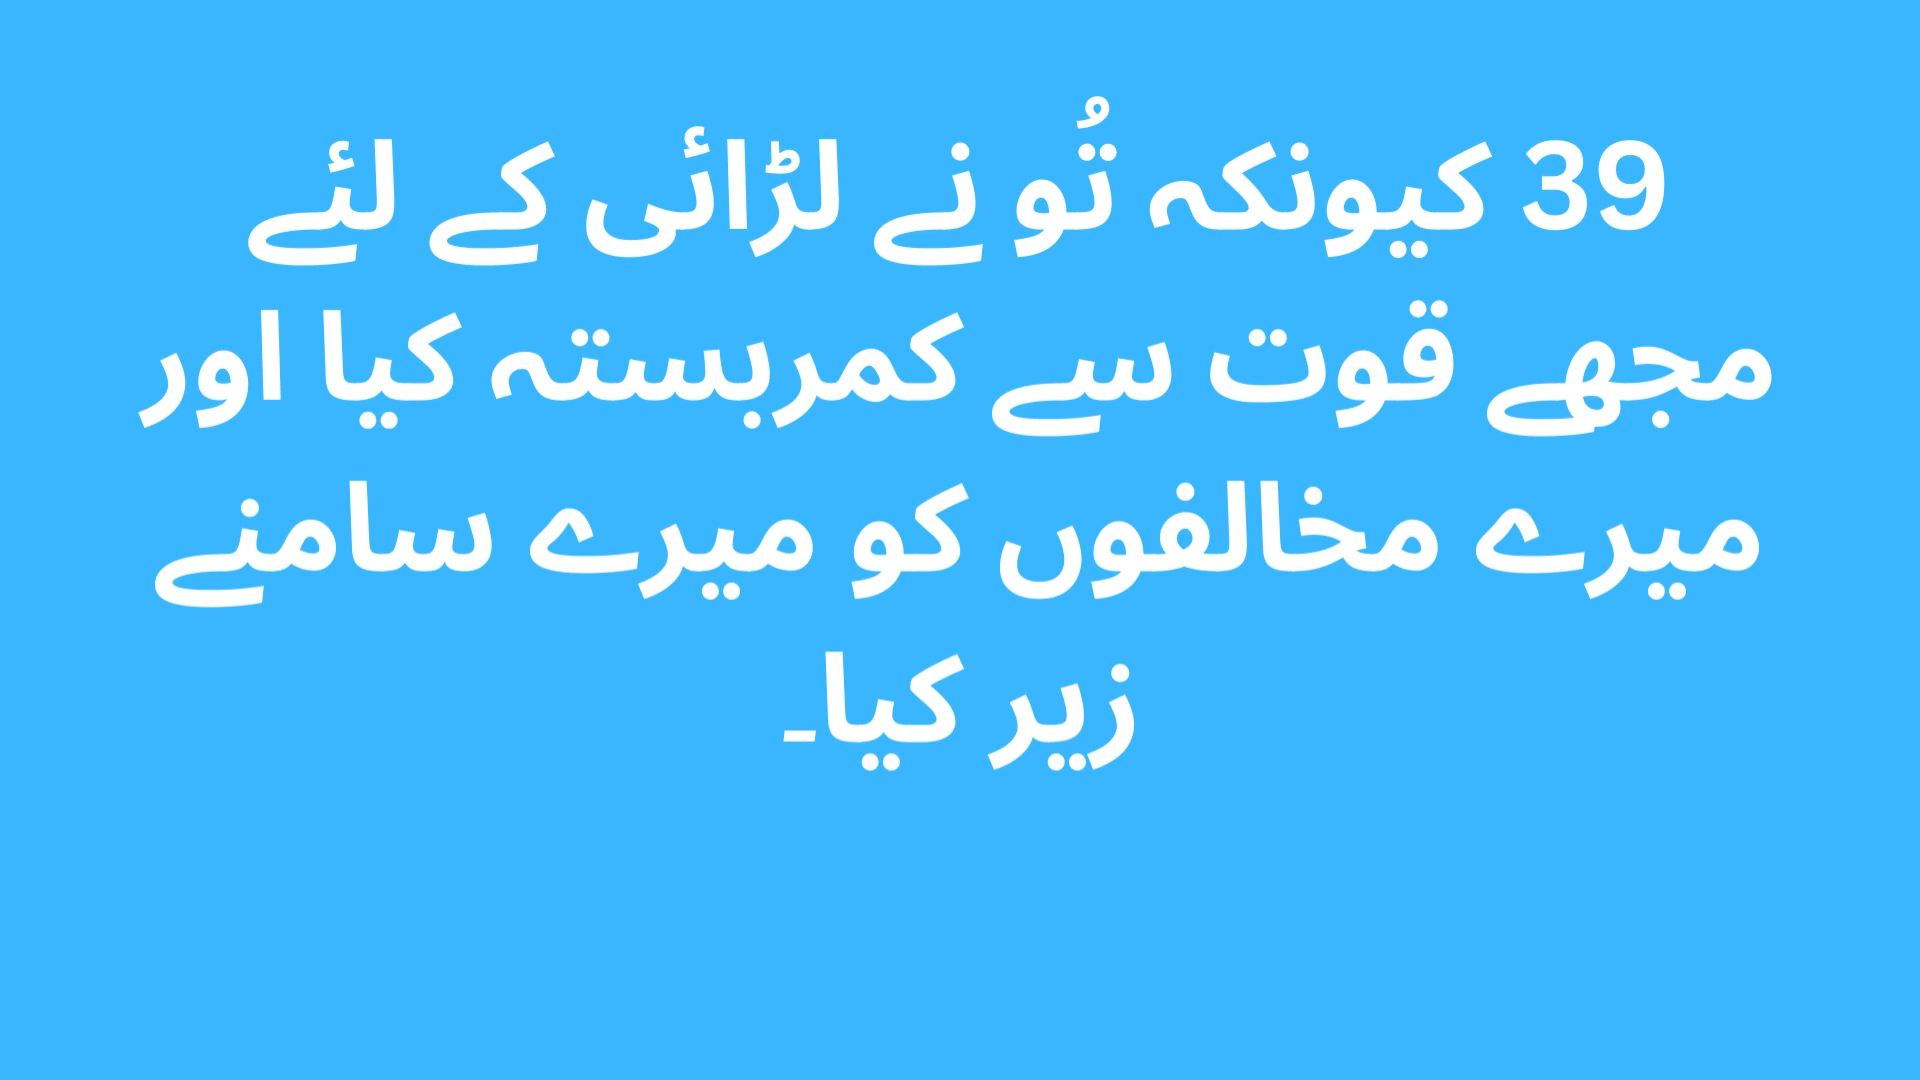 39 کیونکہ تُو نے لڑائی کے لئے
مجھے قوت سے کمربستہ کیا اور
میرے مخالفوں کو میرے سامنے
زیر کیا۔